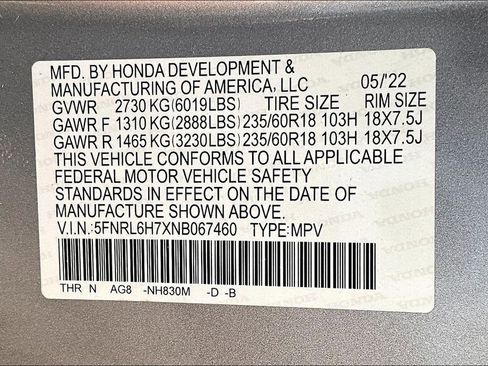 MFD. BY HONDA DEVELOPMENT &
MANUFACTURING OF AMERICA, LLC 05/'22
GVWR 2730 KG(6019LBS) TIRE SIZE RIM SIZE
GAWR F 1310 KG(2888LBS) 235/60R18 103H 18X7.5J
GAWR R 1465 KG(3230LBS) 235/60R18 103H 18X7.5J
THIS VEHICLE CONFORMS TO ALL APPLICABLE
FEDERAL MOTOR VEHICLE SAFETY
STANDARDS IN EFFECT ON THE DATE OF
MANUFACTURE SHOWN ABOVE.
V.I.N.:5FNRL6H7XNB067460 TYPE:MPV
THR N AG8 -NH830M -D -B